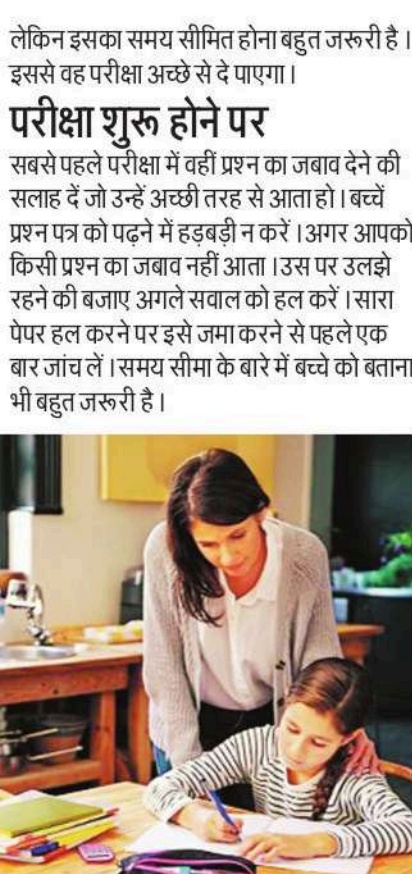 लेकिन इसका समय सीमित होना बहुत जरूरी है ।
इससे वह परीक्षा अच्छे से दे पाएगा ।
परीक्षा शुरू होने पर
सबसे पहले परीक्षा में वहीं प्रश्न का जबाव देने की
सलाह दें जो उन्हें अच्छी तरह से आता हो । बच्चें
प्रश्न पत्र को पढ़ने में हड़बड़ी न करें । अगर आपको
किसी प्रश्न का जबाव नहीं आता । उस पर उलझे
रहने की बजाए अगले सवाल को हल करें । सारा
पेपर हल करने पर इसे जमा करने से पहले एक
बार जांच लें । समय सीमा के बारे में बच्चे को बताना
भी बहुत जरूरी है ।